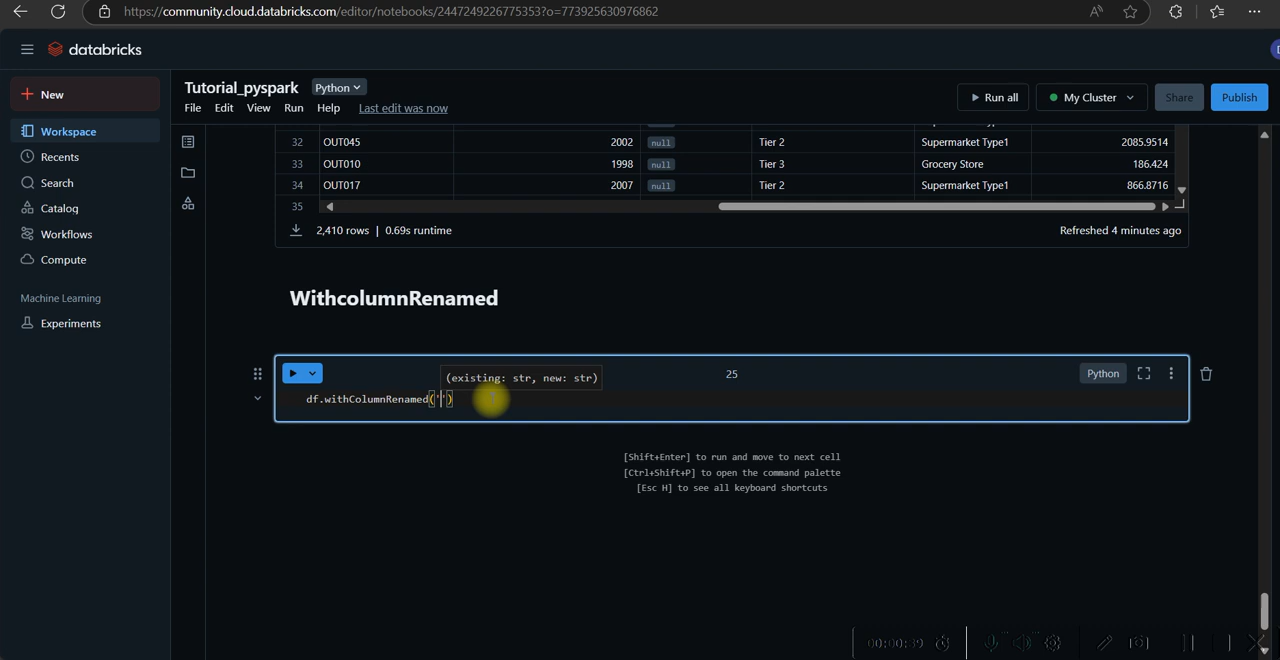 https://community.cloud.databricks.com/editor/notebooks/2447249226775353?o=773925630976862
databricks
New
Workspace
Recents
Search
Catalog
Workflows
Compute
Machine Learning
Experiments
Tutorial_pyspark Python
File Edit View Run Help Last edit was now
Run all My Cluster Share Publish
32 OUT045 2002 null Tier 2 Supermarket Type1 2085.9514
33 OUT010 1998 null Tier 3 Grocery Store 186.424
34 OUT017 2007 null Tier 2 Supermarket Type1 866.8716
35
2,410 rows | 0.69s runtime Refreshed 4 minutes ago
WithcolumnRenamed
(existing: str, new: str) 25 Python
df.withColumnRenamed('')
[Shift+Enter] to run and move to next cell
[Ctrl+Shift+P] to open the command palette
[Esc H] to see all keyboard shortcuts
00:00:39